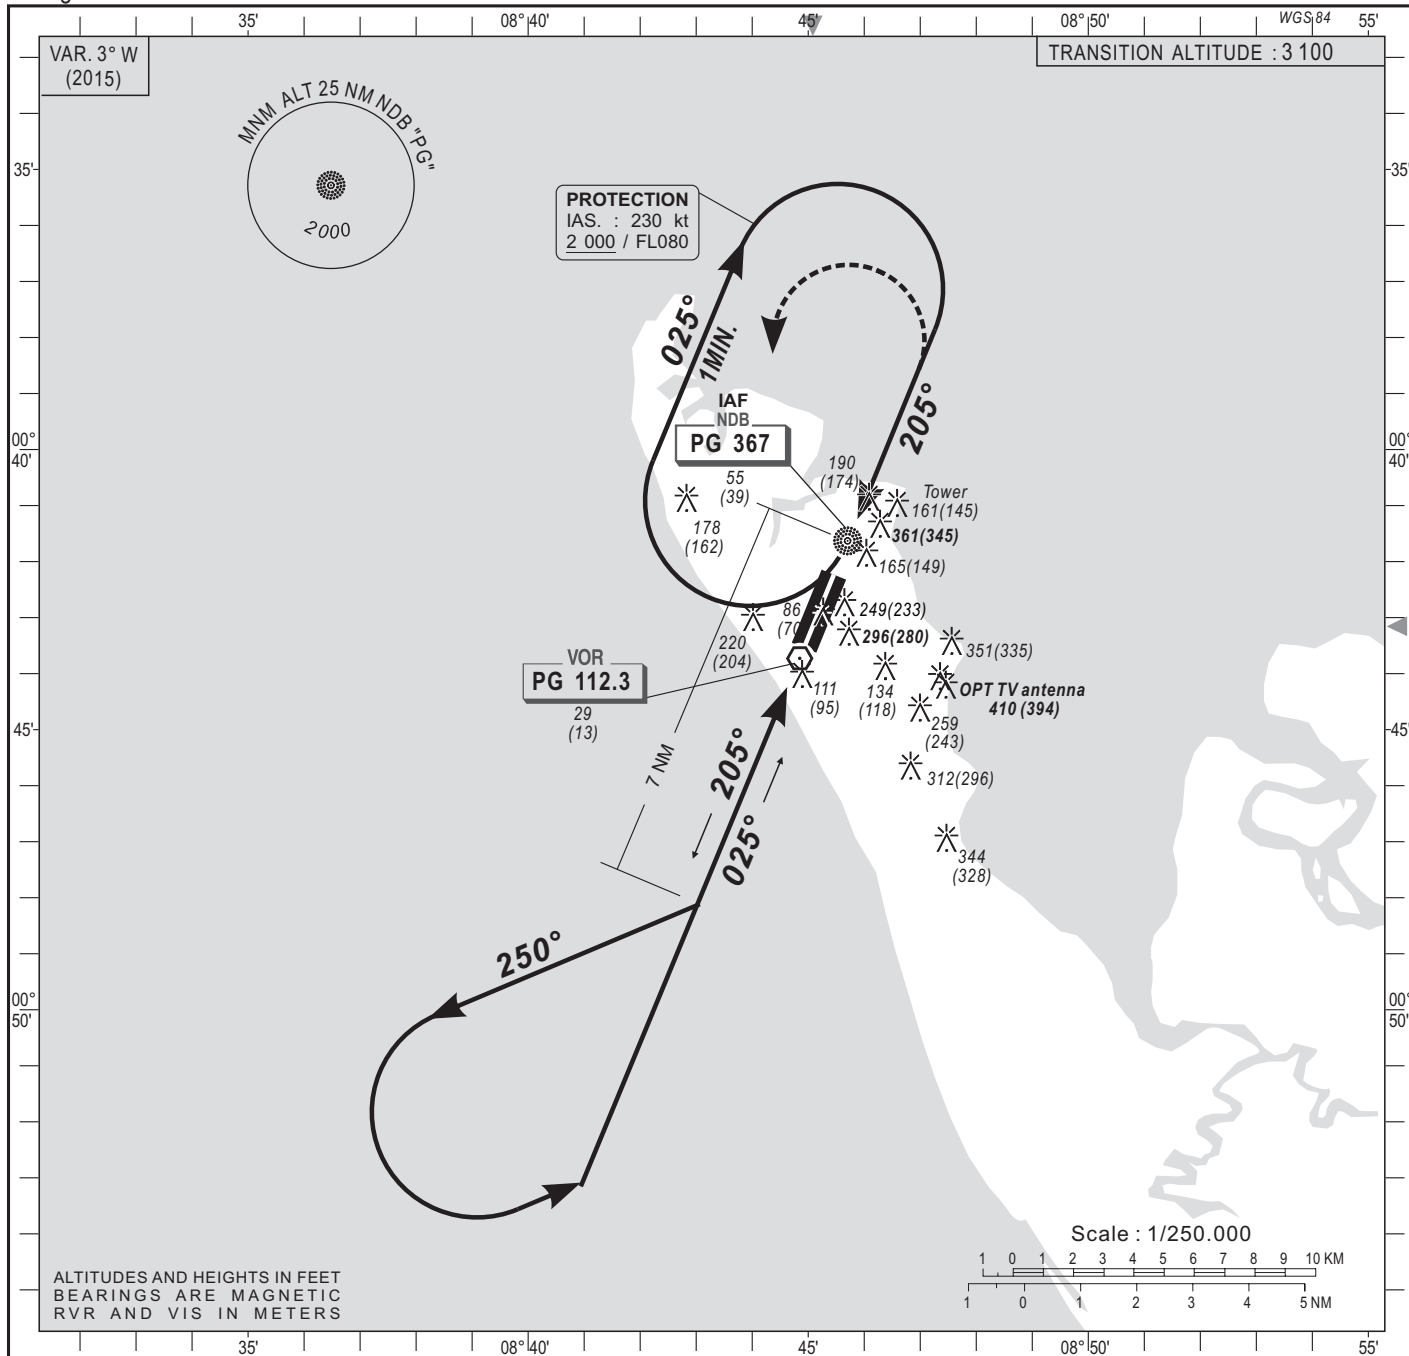 35'
08° 40'
45'
08° 50'
WGS 84
55'
VAR. 3° W
(2015)
TRANSITION ALTITUDE : 3 100
MNM ALT 25 NM NDB "PG"
2000
35'
35'
PROTECTION
IAS. : 230 kt
2 000 / FL080
025°
1MIN.
205°
IAF
NDB
PG 367
55
(39)
00°
40'
00°
40'
190
(174)
Tower
161(145)
178
(162)
361(345)
165(149)
86
(70
249(233)
220
(204)
296(280)
351(335)
VOR
PG 112.3
29
(13)
111
(95)
134
(118)
OPT TV antenna
410 (394)
259
(243)
45'
45'
7 NM
205°
025°
312(296)
344
(328)
250°
00°
50'
00°
50'
Scale : 1/250.000
1 0 1 2 3 4 5 6 7 8 9 10 KM
1 0 1 2 3 4 5 NM
ALTITUDES AND HEIGHTS IN FEET
BEARINGS ARE MAGNETIC
RVR AND VIS IN METERS
35'
08° 40'
45'
08° 50'
55'